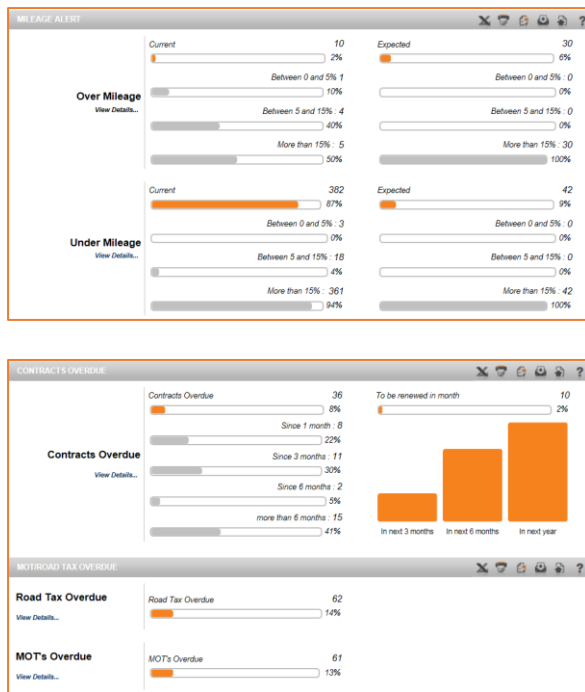 MILEAGE ALERT
?
Current 10 Expected 30
2% 6%
Between 0 and 5% 1 Between 0 and 5% : 0
Over Mileage 10% 0%
View Details... Between 5 and 15% : 4 Between 5 and 15% : 0
40% 0%
More than 15% : 5 More than 15% : 30
50% 100%
Current 382 Expected 42
87% 9%
Between 0 and 5% : 3 Between 0 and 5% : 0
Under Mileage 0% 0%
View Details... Between 5 and 15% : 18 Between 5 and 15% : 0
4% 0%
More than 15% : 361 More than 15% : 42
94% 100%
CONTRACTS OVERDUE
?
Contracts Overdue 36 To be renewed in month 10
8% 2%
Since 1 month : 8
22%
Contracts Overdue Since 3 months : 11
View Details... 30%
Since 6 months : 2
5%
more than 6 months : 15
41% In next 3 months In next 6 months In next year
MOT/ROAD TAX OVERDUE
?
Road Tax Overdue Road Tax Overdue 62
View Details... 14%
MOT's Overdue MOT's Overdue 61
View Details... 13%